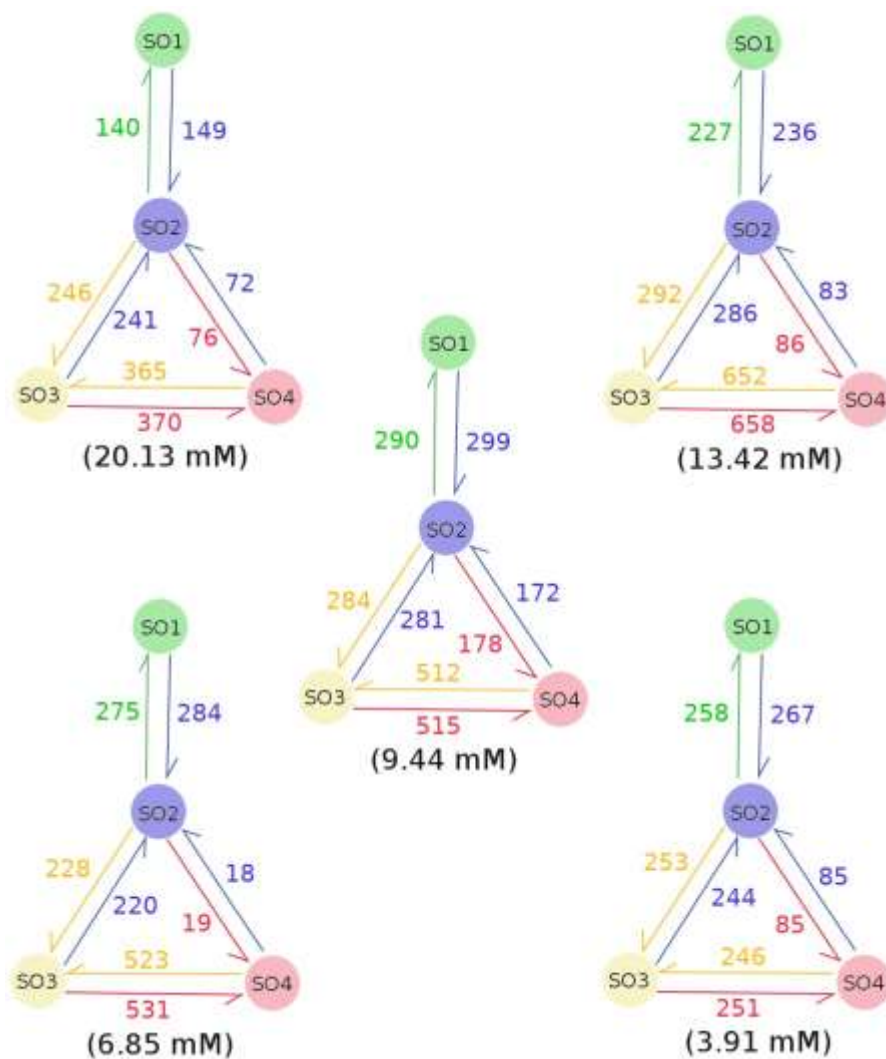 SO1
140 149
SO2
246 72
241 76
365
SO3 SO4
370
(20.13 mM)
SO1
227 236
SO2
292 83
286 86
652
SO3 SO4
658
(13.42 mM)
SO1
290 299
SO2
284 172
281 178
512
SO3 SO4
515
(9.44 mM)
SO1
275 284
SO2
228 18
220 19
523
SO3 SO4
531
(6.85 mM)
SO1
258 267
SO2
253 85
244 85
246
SO3 SO4
251
(3.91 mM)